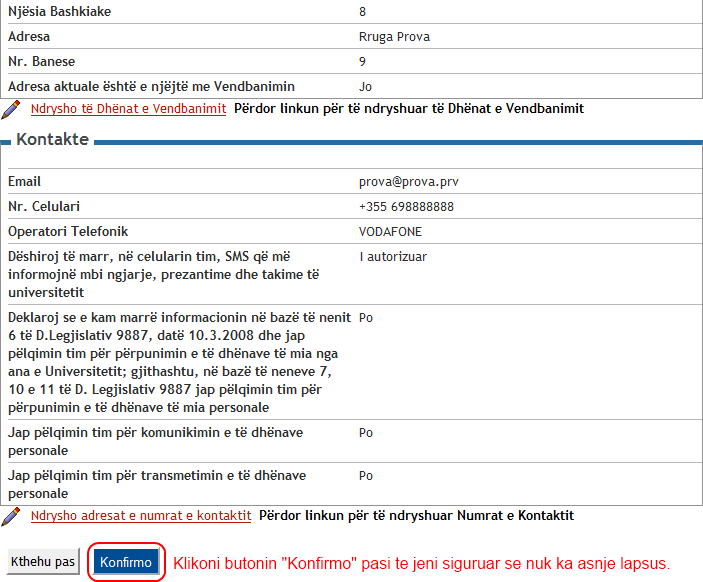 Njësia Bashkiake 8
Adresa Rruga Prova
Nr. Banese 9
Adresa aktuale është e njëjtë me Vendbanimin Jo
Ndrysho të Dhënat e Vendbanimit Përdor linkun për të ndryshuar të Dhënat e Vendbanimit
Kontakte
Email prova@prova.prv
Nr. Celulari +355 698888888
Operatori Telefonik VODAFONE
Dëshiroj të marr, në celularin tim, SMS që më I autorizuar
informojnë mbi ngjarje, prezantime dhe takime të
universitetit
Deklaroj se e kam marrë informacionin në bazë të nenit Po
6 të D.Legjislativ 9887, datë 10.3.2008 dhe jap
pëlqimin tim për përpunimin e të dhënave të mia nga
ana e Universitetit; gjithashtu, në bazë të neneve 7,
10 e 11 të D. Legjislativ 9887 jap pëlqimin tim për
përpunimin e të dhënave të mia personale
Jap pëlqimin tim për komunikimin e të dhënave Po
personale
Jap pëlqimin tim për transmetimin e të dhënave Po
personale
Ndrysho adresat e numrat e kontaktit Përdor linkun për të ndryshuar Numrat e Kontaktit
Kthehu pas Konfirmo Klikoni butonin "Konfirmo" pasi te jeni siguruar se nuk ka asnje lapsus.